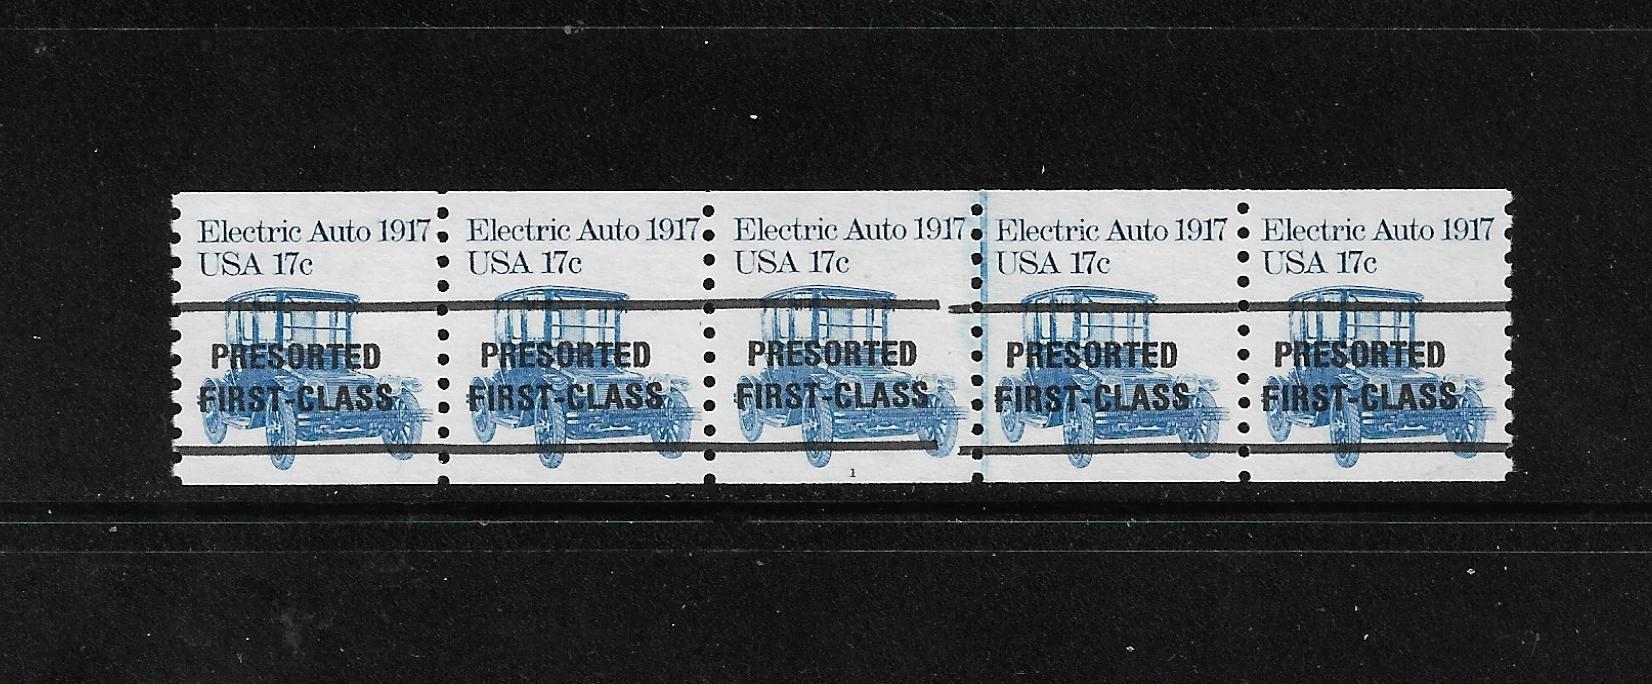 Electric Auto 1917
USA 17c
PRESORTED
FIRST-CLASS
Electric Auto 1917
USA 17c
PRESORTED
FIRST-CLASS
Electric Auto 1917
USA 17c
PRESORTED
FIRST-CLASS
1
Electric Auto 1917
USA 17c
PRESORTED
FIRST-CLASS
Electric Auto 1917
USA 17c
PRESORTED
FIRST-CLASS